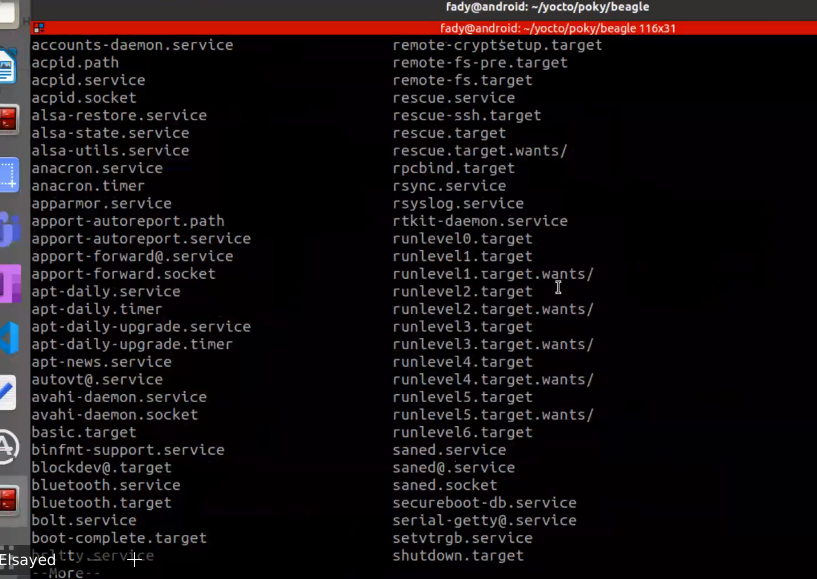 fady@android: ~/yocto/poky/beagle
fady@android: ~/yocto/poky/beagle 116x31
accounts-daemon.service remote-cryptsetup.target
acpid.path remote-fs-pre.target
acpid.service remote-fs.target
acpid.socket rescue.service
alsa-restore.service rescue-ssh.target
alsa-state.service rescue.target
alsa-utils.service rescue.target.wants/
anacron.service rpcbind.target
anacron.timer rsync.service
apparmor.service rsyslog.service
apport-autoreport.path rtkit-daemon.service
apport-autoreport.service runlevel0.target
apport-forward@.service runlevel1.target
apport-forward.socket runlevel1.target.wants/
apt-daily.service runlevel2.target
apt-daily.timer runlevel2.target.wants/
apt-daily-upgrade.service runlevel3.target
apt-daily-upgrade.timer runlevel3.target.wants/
apt-news.service runlevel4.target
autovt@.service runlevel4.target.wants/
avahi-daemon.service runlevel5.target
avahi-daemon.socket runlevel5.target.wants/
basic.target runlevel6.target
binfmt-support.service saned.service
blockdev@.target saned@.service
bluetooth.service saned.socket
bluetooth.target secureboot-db.service
bolt.service serial-getty@.service
boot-complete.target setvtrgb.service
brltty.service shutdown.target
Elsayed
--More--